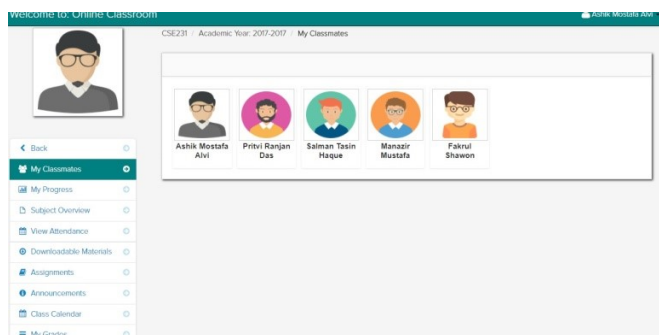 Welcome to: Online Classroom
Ashik Mostafa Alvi
CSE231 / Academic Year: 2017-2017 / My Classmates
Ashik Mostafa Alvi
Pritvi Ranjan Das
Salman Tasin Haque
Manazir Mustafa
Fakrul Shawon
Back
My Classmates
My Progress
Subject Overview
View Attendance
Downloadable Materials
Assignments
Announcements
Class Calendar
My Grades